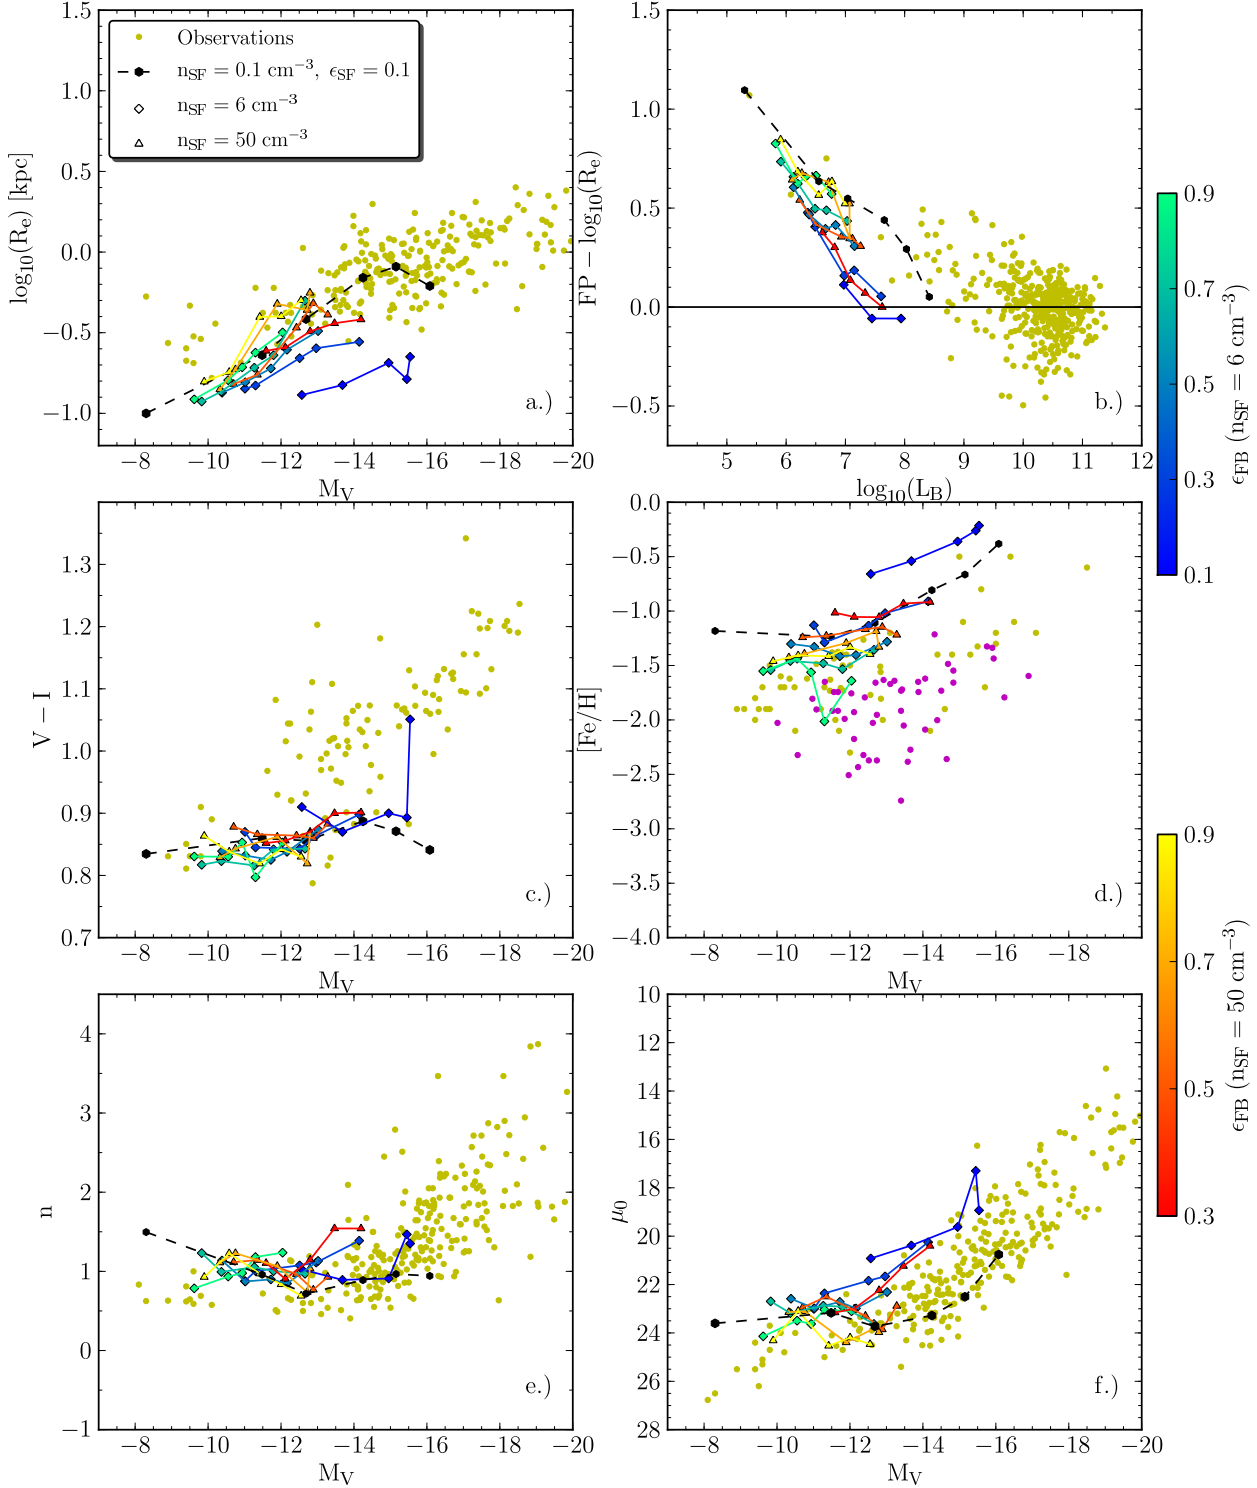 1.5
1.0
0.5
0.0
−0.5
−1.0
log10(Re) [kpc]
Observations
nSF = 0.1 cm−3, ϵSF = 0.1
nSF = 6 cm−3
nSF = 50 cm−3
a.)
−8 −10 −12 −14 −16 −18 −20
MV
1.5
1.0
0.5
0.0
−0.5
FP − log10(Re)
b.)
5 6 7 8 9 10 11 12
log10(LB)
0.9
0.7
0.5
0.3
0.1
ϵFB (nSF = 6 cm−3)
1.3
1.2
1.1
1.0
0.9
0.8
0.7
V − I
c.)
−8 −10 −12 −14 −16 −18 −20
MV
0.0
−0.5
−1.0
−1.5
−2.0
−2.5
−3.0
−3.5
−4.0
[Fe/H]
d.)
−8 −10 −12 −14 −16 −18
MV
0.9
0.7
0.5
0.3
ϵFB (nSF = 50 cm−3)
4
3
2
1
0
−1
n
e.)
−8 −10 −12 −14 −16 −18 −20
MV
10
12
14
16
18
20
22
24
26
28
μ0
f.)
−8 −10 −12 −14 −16 −18 −20
MV